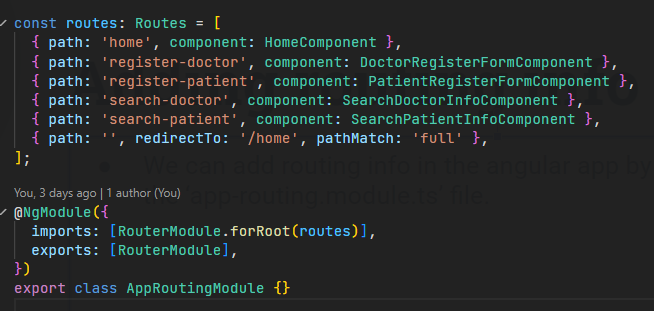 const routes: Routes = [
{ path: 'home', component: HomeComponent },
{ path: 'register-doctor', component: DoctorRegisterFormComponent },
{ path: 'register-patient', component: PatientRegisterFormComponent },
{ path: 'search-doctor', component: SearchDoctorInfoComponent },
{ path: 'search-patient', component: SearchPatientInfoComponent },
{ path: '', redirectTo: '/home', pathMatch: 'full' },
];
We can add routing info in the angular app by
'app-routing.module.ts' file.
You, 3 days ago | 1 author (You)
@NgModule({
imports: [RouterModule.forRoot(routes)],
exports: [RouterModule],
})
export class AppRoutingModule {}